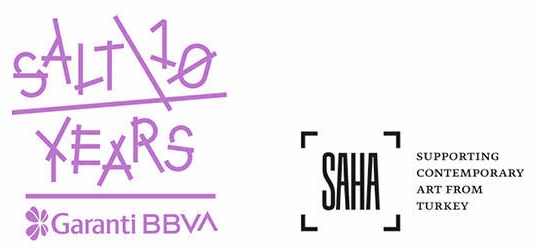 SALT\10
YEARS
Garanti BBVA
SAHA
SUPPORTING
CONTEMPORARY
ART FROM
TURKEY